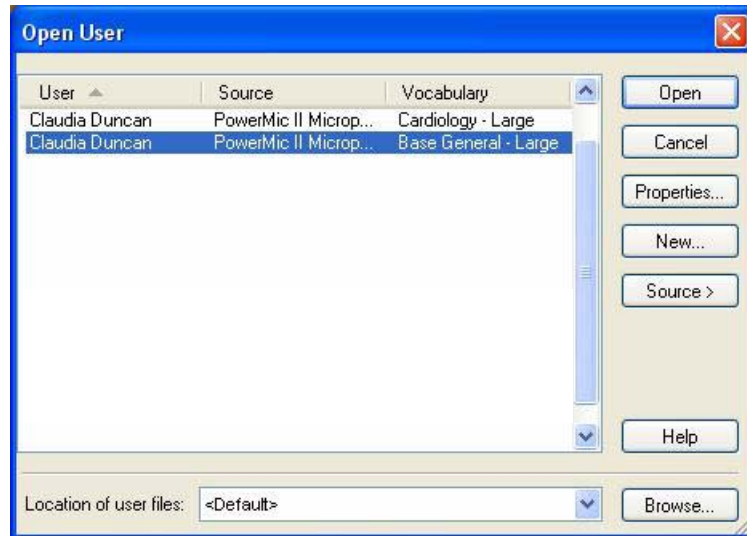 Open User
User Source Vocabulary
Claudia Duncan PowerMic II Microp... Cardiology - Large
Claudia Duncan PowerMic II Microp... Base General - Large
Open
Cancel
Properties...
New...
Source >
Help
Location of user files: <Default> Browse...